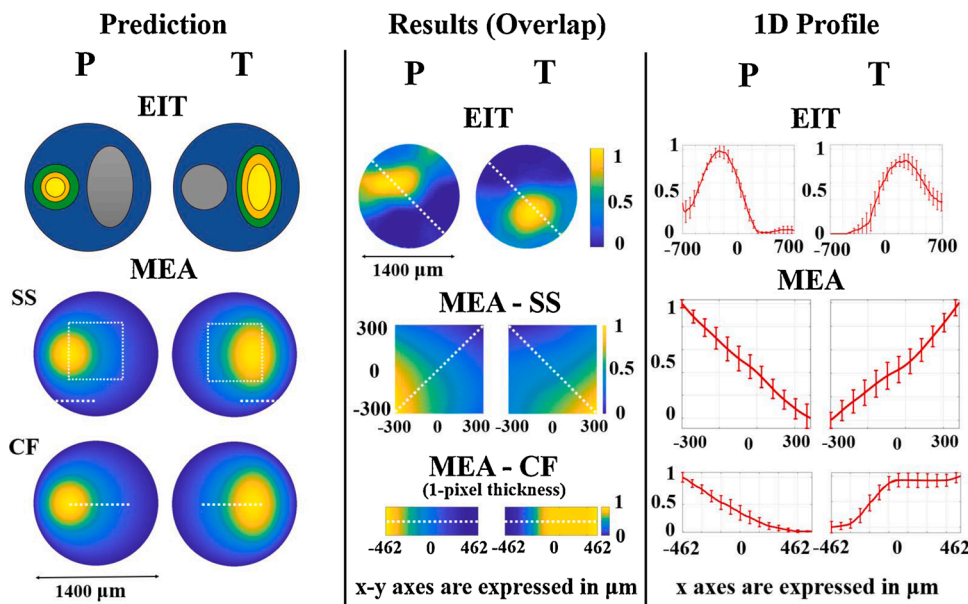 Prediction
P T
EIT
MEA
SS
CF
1400 µm
Results (Overlap)
P T
EIT
1
0.5
0
1400 µm
MEA - SS
300
0
-300
-300 0 300 -300 0 300
1
0.5
0
MEA - CF
(1-pixel thickness)
1
0
-462 0 462 -462 0 462
x-y axes are expressed in µm
1D Profile
P T
EIT
1
0.5
0
-700 0 700 -700 0 700
MEA
1
0.5
0
-300 0 300 -300 0 300
1
0.5
0
-462 0 462 -462 0 462
x axes are expressed in µm